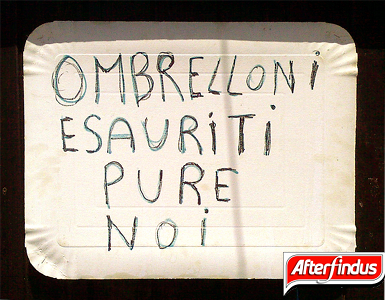 OMBRELLONi
ESAURiTi
PURE
NOi
Afterfindus